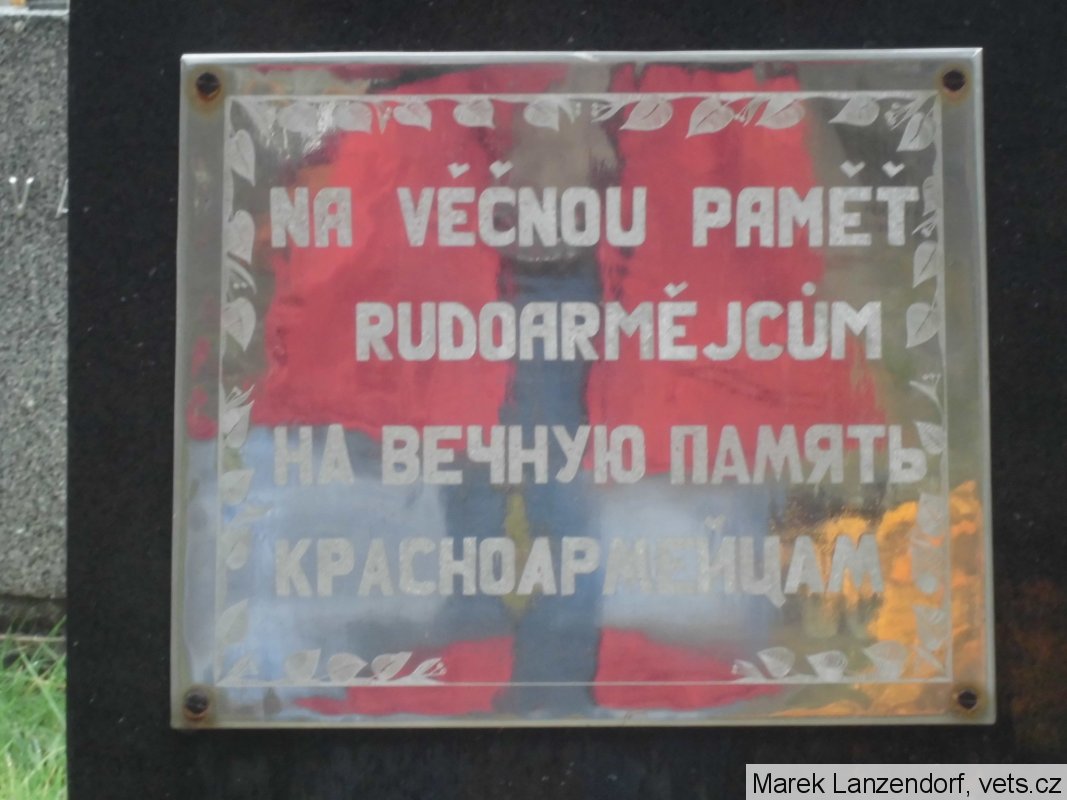 NA VĚČNOU PAMĚŤ
RUDOARMĚJCŮM
НА ВЕЧНУЮ ПАМЯТЬ
КРАСНОАРМЕЙЦАМ
Marek Lanzendorf, vets.cz